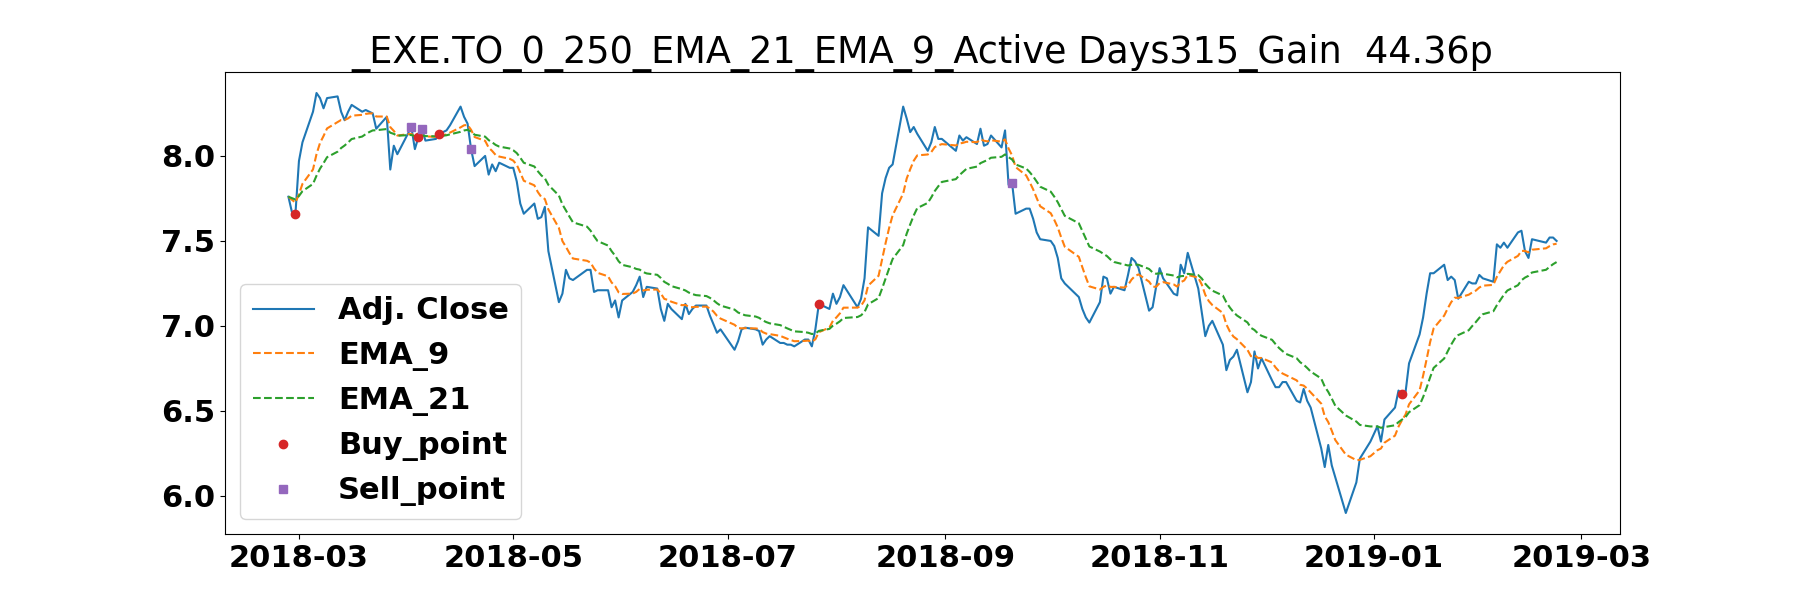 _EXE.TO_0_250_EMA_21_EMA_9_Active Days315_Gain  44.36p
8.0
7.5
7.0
6.5
6.0
Adj. Close
EMA_9
EMA_21
Buy_point
Sell_point
2018-03 2018-05 2018-07 2018-09 2018-11 2019-01 2019-03